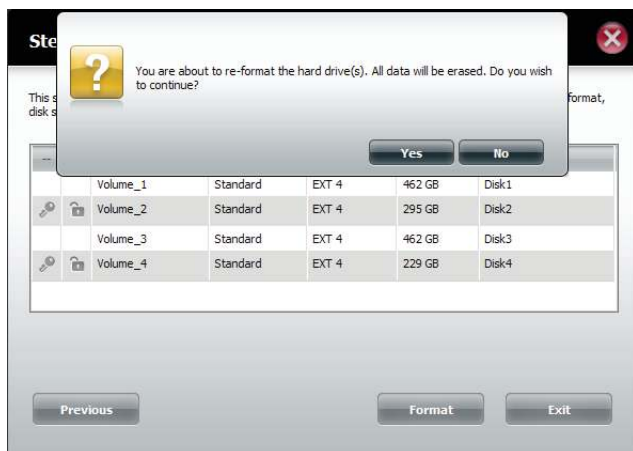 Ste
You are about to re-format the hard drive(s). All data will be erased. Do you wish
to continue?
This s
format,
disk s
Yes No
--
Volume_1 Standard EXT 4 462 GB Disk1
Volume_2 Standard EXT 4 295 GB Disk2
Volume_3 Standard EXT 4 462 GB Disk3
Volume_4 Standard EXT 4 229 GB Disk4
Previous Format Exit